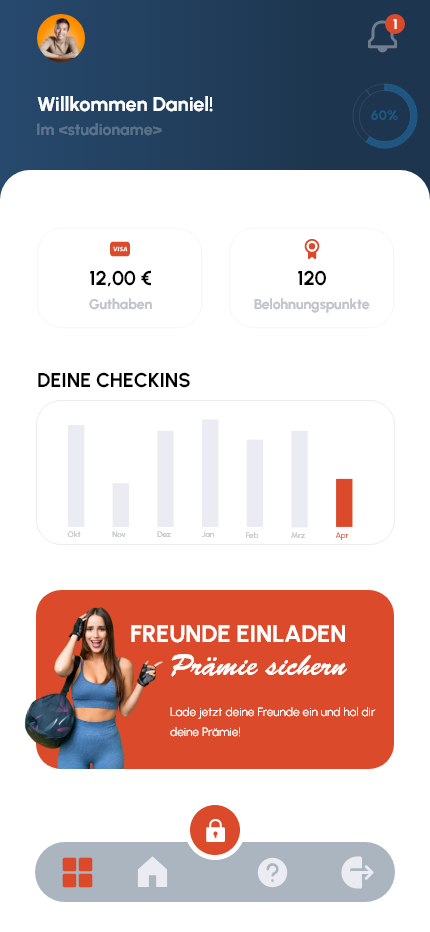 1
Willkommen Daniel!
Im <studioname>
60%
VISA
12,00 €
Guthaben
120
Belohnungspunkte
DEINE CHECKINS
Okt Nov Dez Jan Feb Mrz Apr
FREUNDE EINLADEN
Prämie sichern
Lade jetzt deine Freunde ein und hol dir
deine Prämie!
?